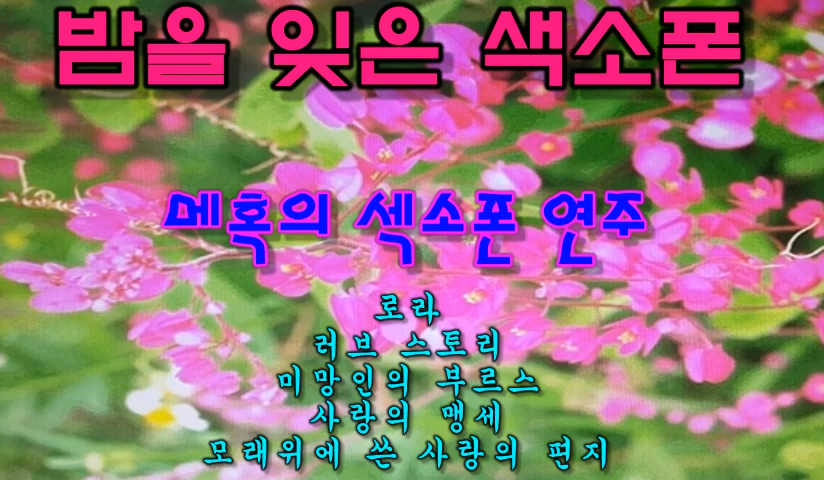 밤을 잊은 색소폰
메혹의 섹소폰 연주
로라
러브 스토리
미망인의 부르스
사랑의 맹세
모래위에 쓴 사랑의 편지